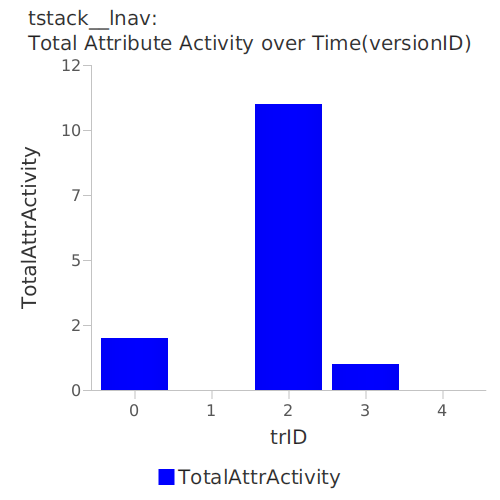 tstack__lnav:
Total Attribute Activity over Time(versionID)
12
10
7
5
2
0
TotalAttrActivity
0 1 2 3 4
trID
TotalAttrActivity